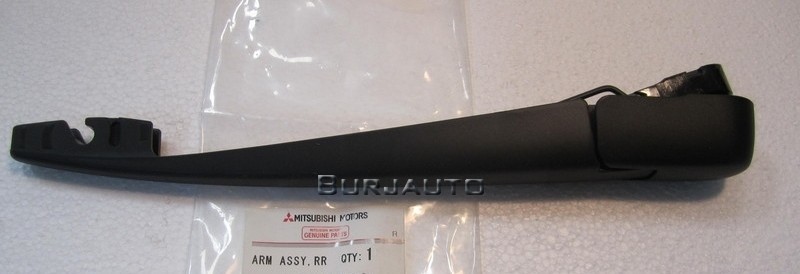 BURJAUTO
MITSUBISHI MOTORS
GENUINE PARTS
R
ARM ASSY,RR QTY:1